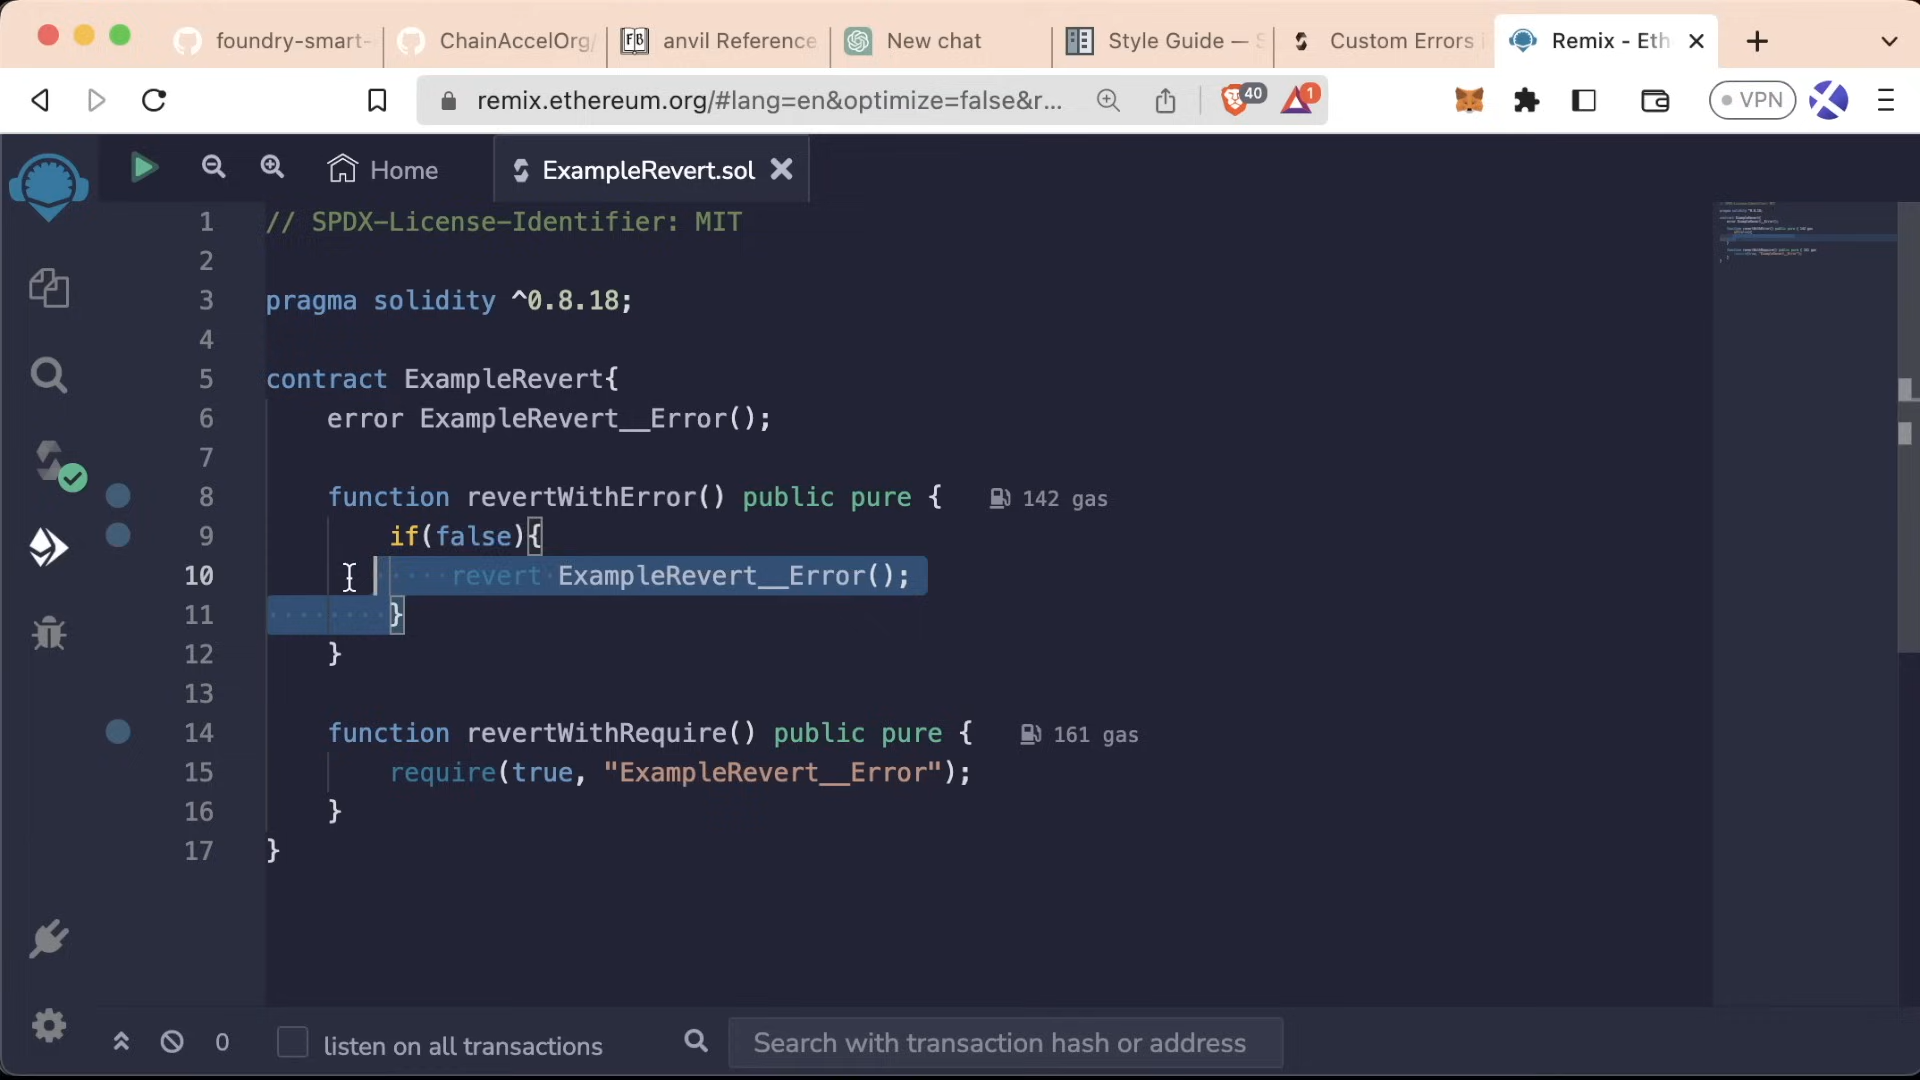 foundry-smart-
ChainAccelOrg/
anvil Reference
New chat
Style Guide — S
Custom Errors i
Remix - Eth
remix.ethereum.org/#lang=en&optimize=false&r...
40
1
VPN
Home
ExampleRevert.sol
1 // SPDX-License-Identifier: MIT
2
3 pragma solidity ^0.8.18;
4
5 contract ExampleRevert{
6 error ExampleRevert__Error();
7
8 function revertWithError() public pure { 142 gas
9 if(false){
10 revert ExampleRevert__Error();
11 }
12 }
13
14 function revertWithRequire() public pure { 161 gas
15 require(true, "ExampleRevert__Error");
16 }
17 }
0
listen on all transactions
Search with transaction hash or address